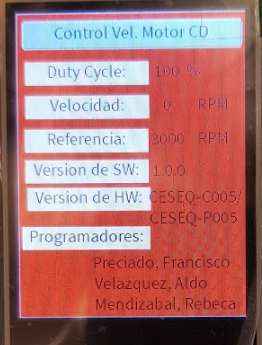 Control Vel. Motor CD
Duty Cycle: 100 %
Velocidad: 0 RPM
Referencia: 3000 RPM
Version de SW: 1.0.0
Version de HW: CESEQ-C005/
CESEQ-P005
Programadores:
Preciado, Francisco
Velazquez, Aldo
Mendizabal, Rebeca